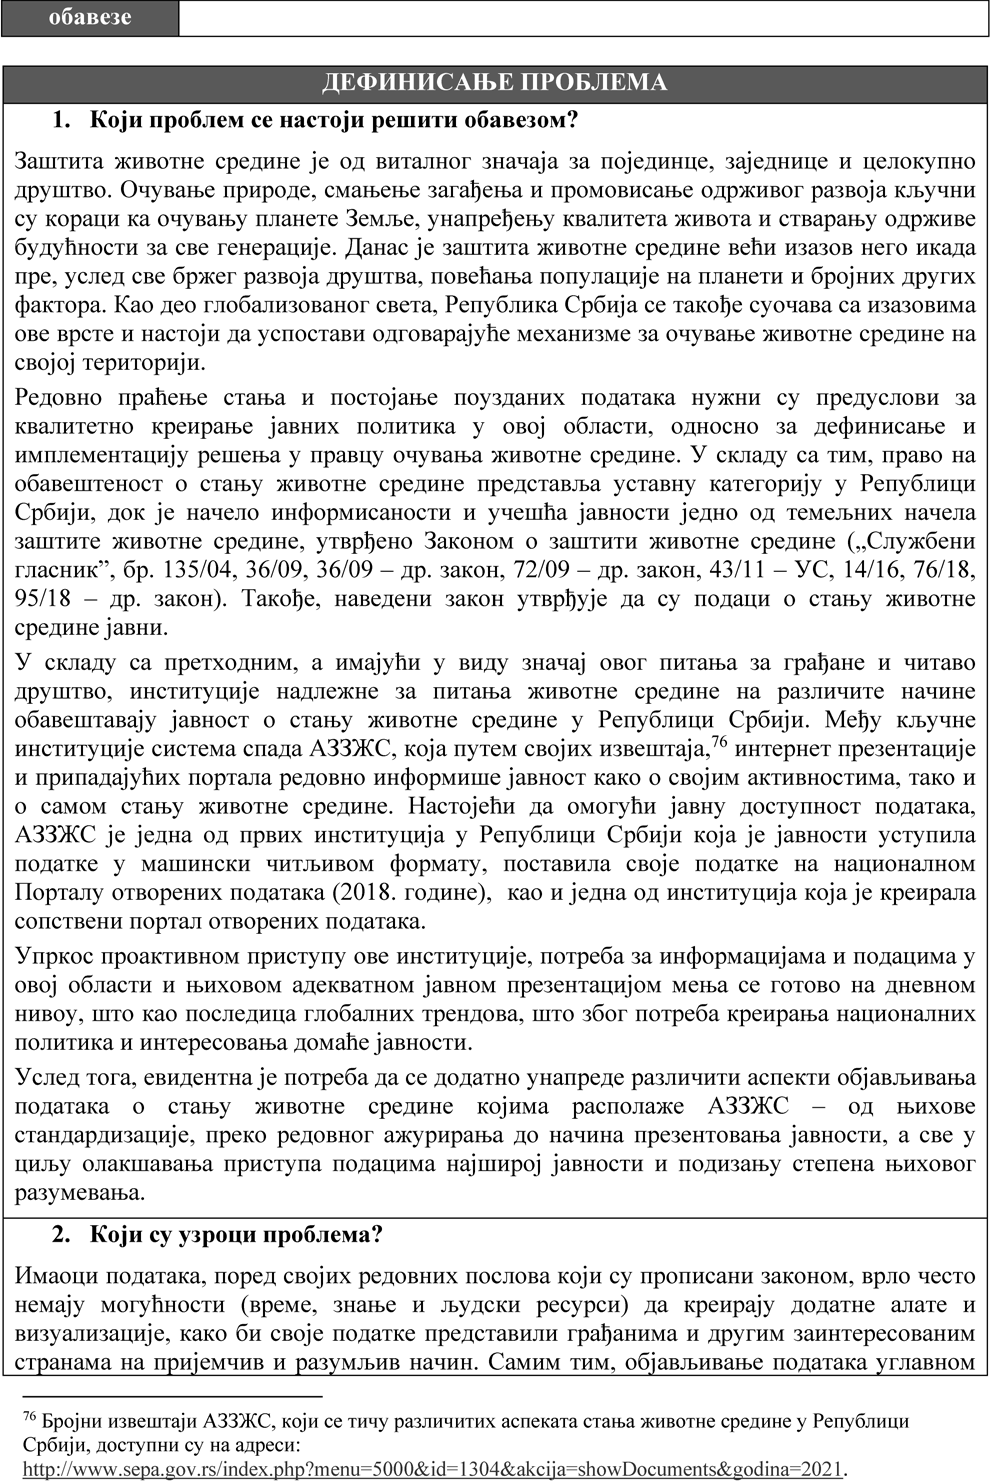 обавезе
ДЕФИНИСАЊЕ ПРОБЛЕМА
1. Који проблем се настоји решити обавезом?
Заштита животне средине је од виталног значаја за појединце, заједнице и целокупно
друштво. Очување природе, смањење загађења и промовисање одрживог развоја кључни
су кораци ка очувању планете Земље, унапређењу квалитета живота и стварању одрживе
будућности за све генерације. Данас је заштита животне средине већи изазов него икада
пре, услед све бржег развоја друштва, повећања популације на планети и бројних других
фактора. Као део глобализованог света, Република Србија се такође суочава са изазовима
ове врсте и настоји да успостави одговарајуће механизме за очување животне средине на
својој територији.
Редовно праћење стања и постојање поузданих података нужни су предуслови за
квалитетно креирање јавних политика у овој области, односно за дефинисање и
имплементацију решења у правцу очувања животне средине. У складу са тим, право на
обавештеност о стању животне средине представља уставну категорију у Републици
Србији, док је начело информисаности и учешћа јавности једно од темељних начела
заштите животне средине, утврђено Законом о заштити животне средине („Службени
гласник”, бр. 135/04, 36/09, 36/09 – др. закон, 72/09 – др. закон, 43/11 – УС, 14/16, 76/18,
95/18 – др. закон). Такође, наведени закон утврђује да су подаци о стању животне
средине јавни.
У складу са претходним, а имајући у виду значај овог питања за грађане и читаво
друштво, институције надлежне за питања животне средине на различите начине
обавештавају јавност о стању животне средине у Републици Србији. Међу кључне
институције система спада АЗЗЖС, која путем својих извештаја,76 интернет презентације
и припадајућих портала редовно информише јавност како о својим активностима, тако и
о самом стању животне средине. Настојећи да омогући јавну доступност података,
АЗЗЖС је једна од првих институција у Републици Србији која је јавности уступила
податке у машински читљивом формату, поставила своје податке на националном
Порталу отворених података (2018. године), као и једна од институција која је креирала
сопствени портал отворених података.
Упркос проактивном приступу ове институције, потреба за информацијама и подацима у
овој области и њиховом адекватном јавном презентацијом мења се готово на дневном
нивоу, што као последица глобалних трендова, што због потреба креирања националних
политика и интересовања домаће јавности.
Услед тога, евидентна је потреба да се додатно унапреде различити аспекти објављивања
података о стању животне средине којима располаже АЗЗЖС – од њихове
стандардизације, преко редовног ажурирања до начина презентовања јавности, а све у
циљу олакшавања приступа подацима најширој јавности и подизању степена њиховог
разумевања.
2. Који су узроци проблема?
Имаоци података, поред својих редовних послова који су прописани законом, врло често
немају могућности (време, знање и људски ресурси) да креирају додатне алате и
визуализације, како би своје податке представили грађанима и другим заинтересованим
странама на пријемчив и разумљив начин. Самим тим, објављивање података углавном
76 Бројни извештаји АЗЗЖС, који се тичу различитих аспеката стања животне средине у Републици
Србији, доступни су на адреси:
http://www.sepa.gov.rs/index.php?menu=5000&id=1304&akcija=showDocuments&godina=2021.